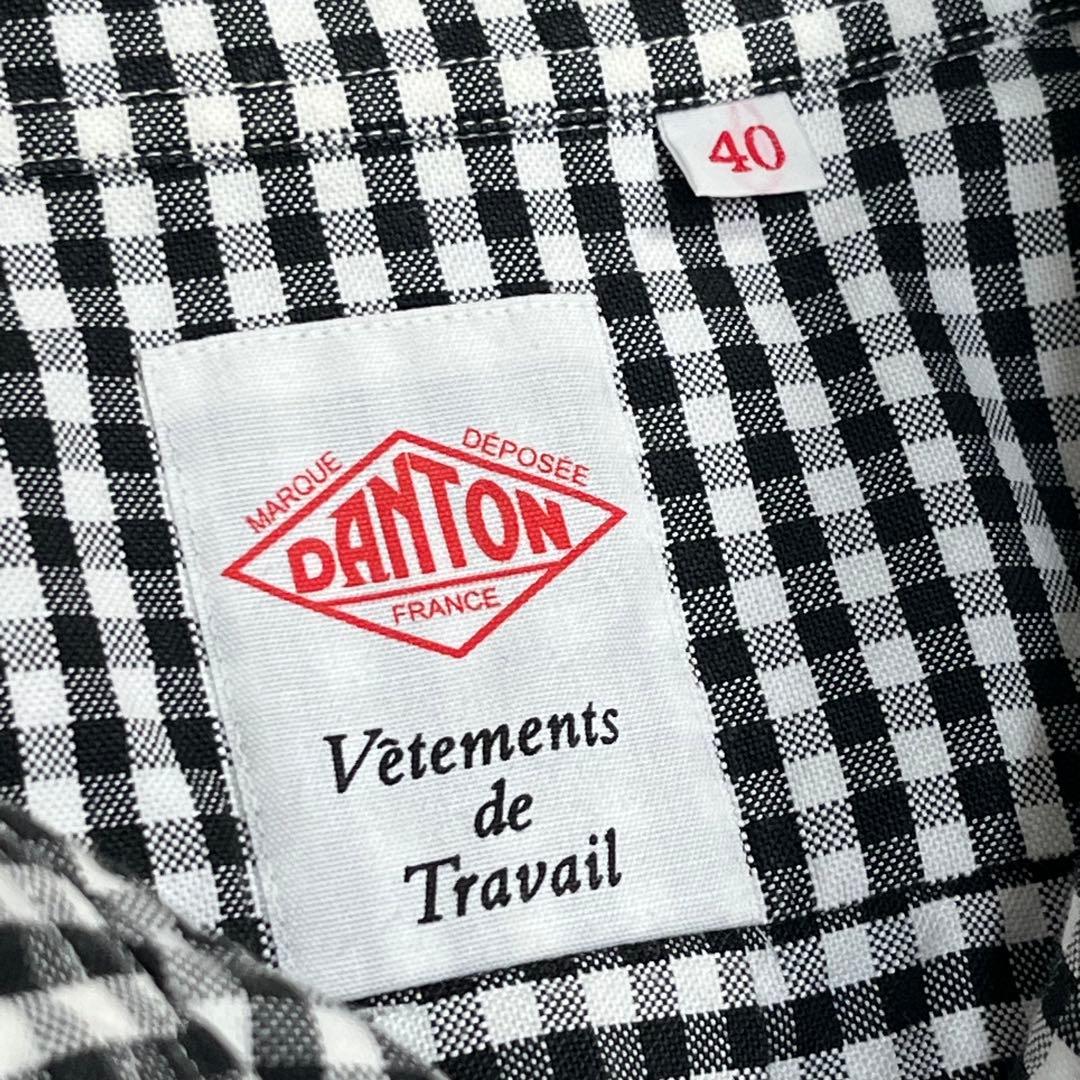 40
MARQUE DÉPOSÉE
DANTON
FRANCE
Vêtements
de
Travail